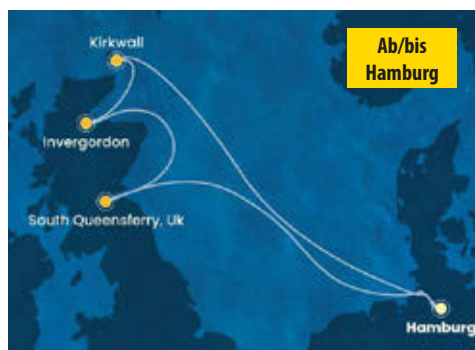 Kirkwall
Ab/bis
Hamburg
Invergordon
South Queensferry, Uk
Hamburg